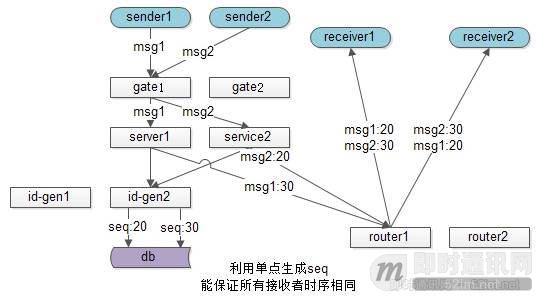 sender1
sender2
receiver1
receiver2
msg1
msg2
gate1
gate2
msg1
msg2
msg1:20
msg2:30
msg2:30
msg1:20
server1
service2
msg2:20
msg1:30
id-gen1
id-gen2
seq:20
seq:30
router1
router2
db
利用单点生成seq
能保证所有接收者时序相同
即时通讯网
52im.net